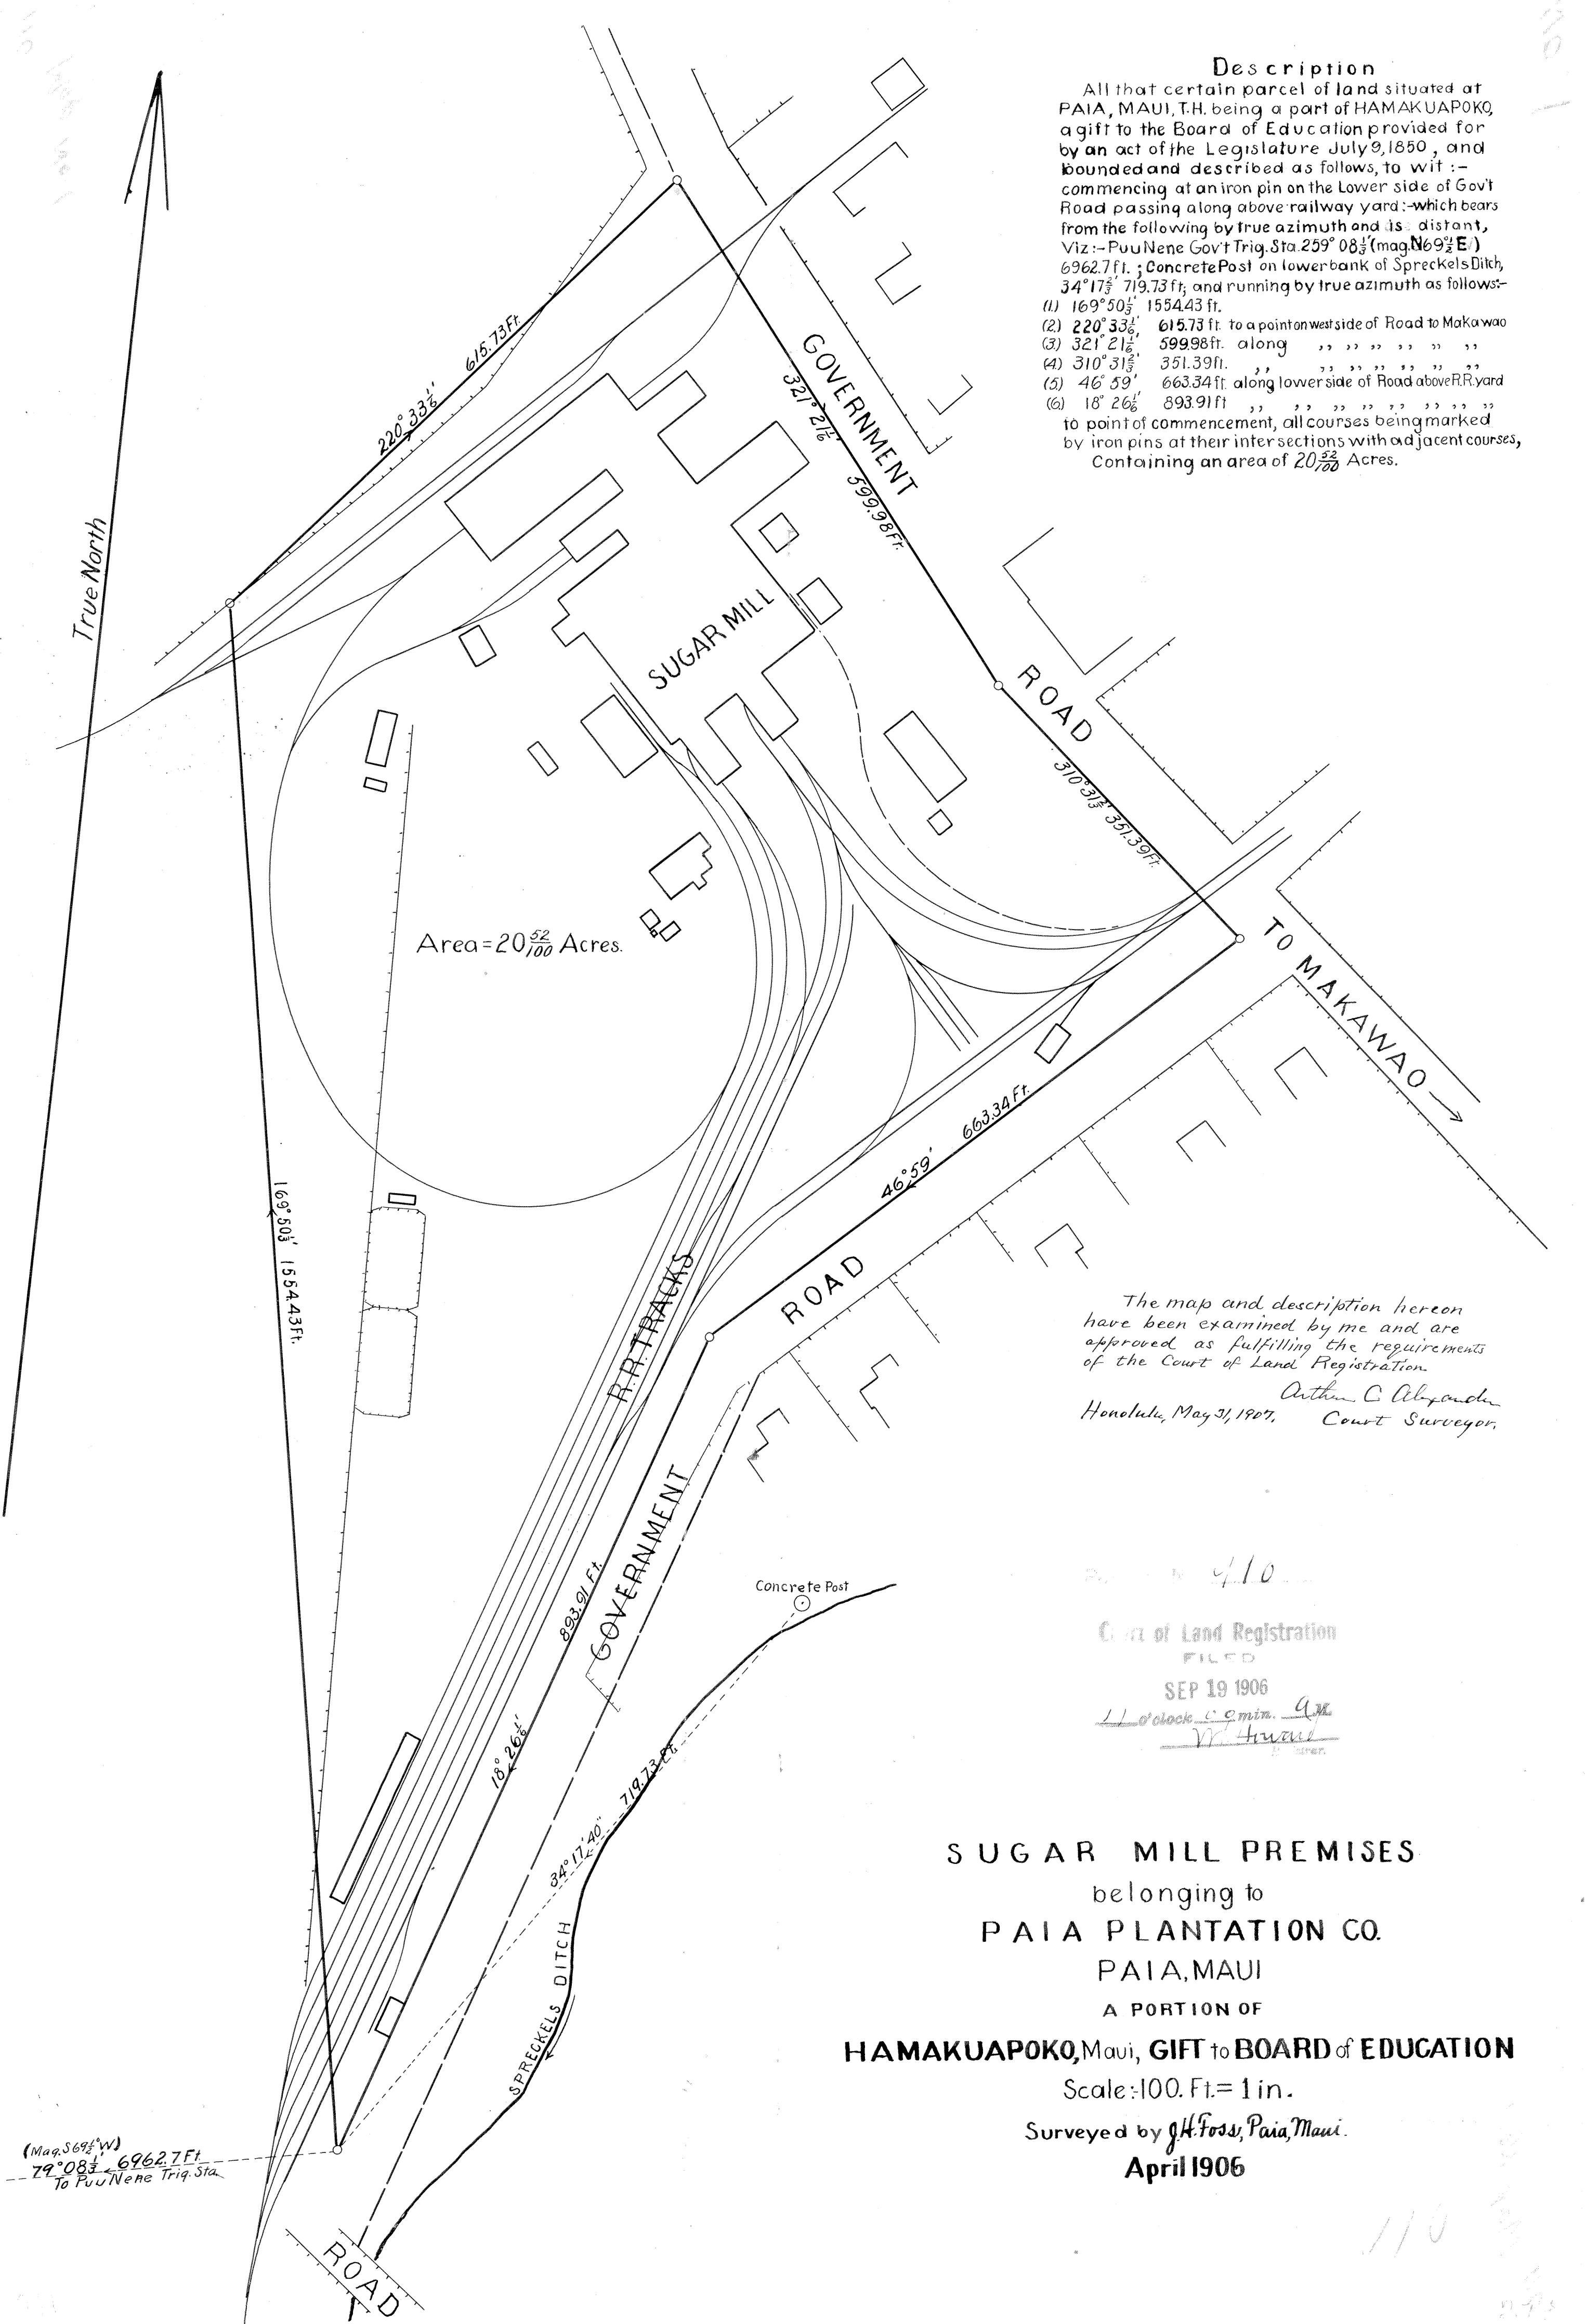 Description
All that certain parcel of land situated at
PAIA, MAUI, T.H. being a part of HAMAKUAPOKO,
a gift to the Board of Education provided for
by an act of the Legislature July 9, 1850, and
bounded and described as follows, to wit :-
commencing at an iron pin on the Lower side of Gov't
Road passing along above railway yard:-which bears
from the following by true azimuth and is distant,
Viz:- Puu Nene Gov't Trig. Sta. 259° 08⅓' (mag. N69½°E)
6962.7 ft. ; Concrete Post on lower bank of Spreckels Ditch,
34° 17⅔' 719.73 ft; and running by true azimuth as follows:-
(1.) 169° 50⅓' 1554.43 ft.
(2.) 220° 33⅙' 615.73 ft. to a point on west side of Road to Makawao
(3) 321° 21⅙' 599.98 ft. along ,, ,, ,, ,, ,, ,,
(4) 310° 31⅔' 351.39 ft. ,, ,, ,, ,, ,, ,, ,,
(5) 46° 59' 663.34 ft. along lower side of Road above R.R. yard
(6) 18° 26⅙' 893.91 ft ,, ,, ,, ,, ,, ,, ,, ,, ,,
to point of commencement, all courses being marked
by iron pins at their intersections with adjacent courses,
Containing an area of 20 52/100 Acres.
True North
220° 33⅙' 615.73 Ft.
GOVERNMENT ROAD
321° 21⅙' 599.98 Ft.
SUGAR MILL
310° 31⅔' 351.39 Ft.
TO MAKAWAO
Area = 20 52/100 Acres.
169° 50⅓' 1554.43 Ft.
46° 59' 663.34 Ft.
R.R. TRACKS
GOVERNMENT ROAD
18° 26⅙' 893.91 Ft.
Concrete Post
34° 17' 40" 719.73 Ft.
SPRECKELS DITCH
(Mag. S69½°W)
79° 08⅓' 6962.7 Ft.
To Puu Nene Trig. Sta.
ROAD
The map and description hereon
have been examined by me and are
approved as fulfilling the requirements
of the Court of Land Registration
Arthur C. Alexander
Honolulu, May 31, 1907. Court Surveyor.
410
Court of Land Registration
FILED
SEP 19 1906
11 o'clock min. A.M.
SUGAR MILL PREMISES
belonging to
PAIA PLANTATION CO.
PAIA, MAUI
A PORTION OF
HAMAKUAPOKO, Maui, GIFT to BOARD of EDUCATION
Scale:-100. Ft. = 1 in.
Surveyed by J.H. Foss, Paia, Maui.
April 1906
110